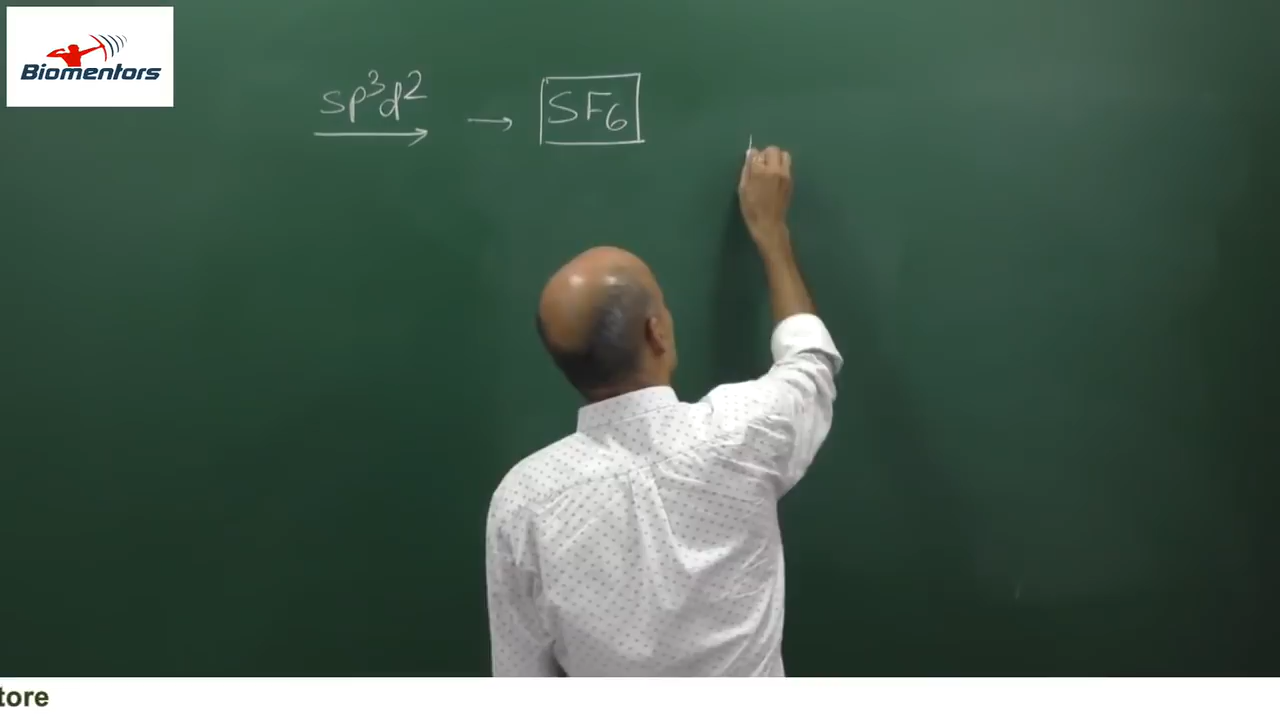 Biomentors
sp³d² → SF₆
tore